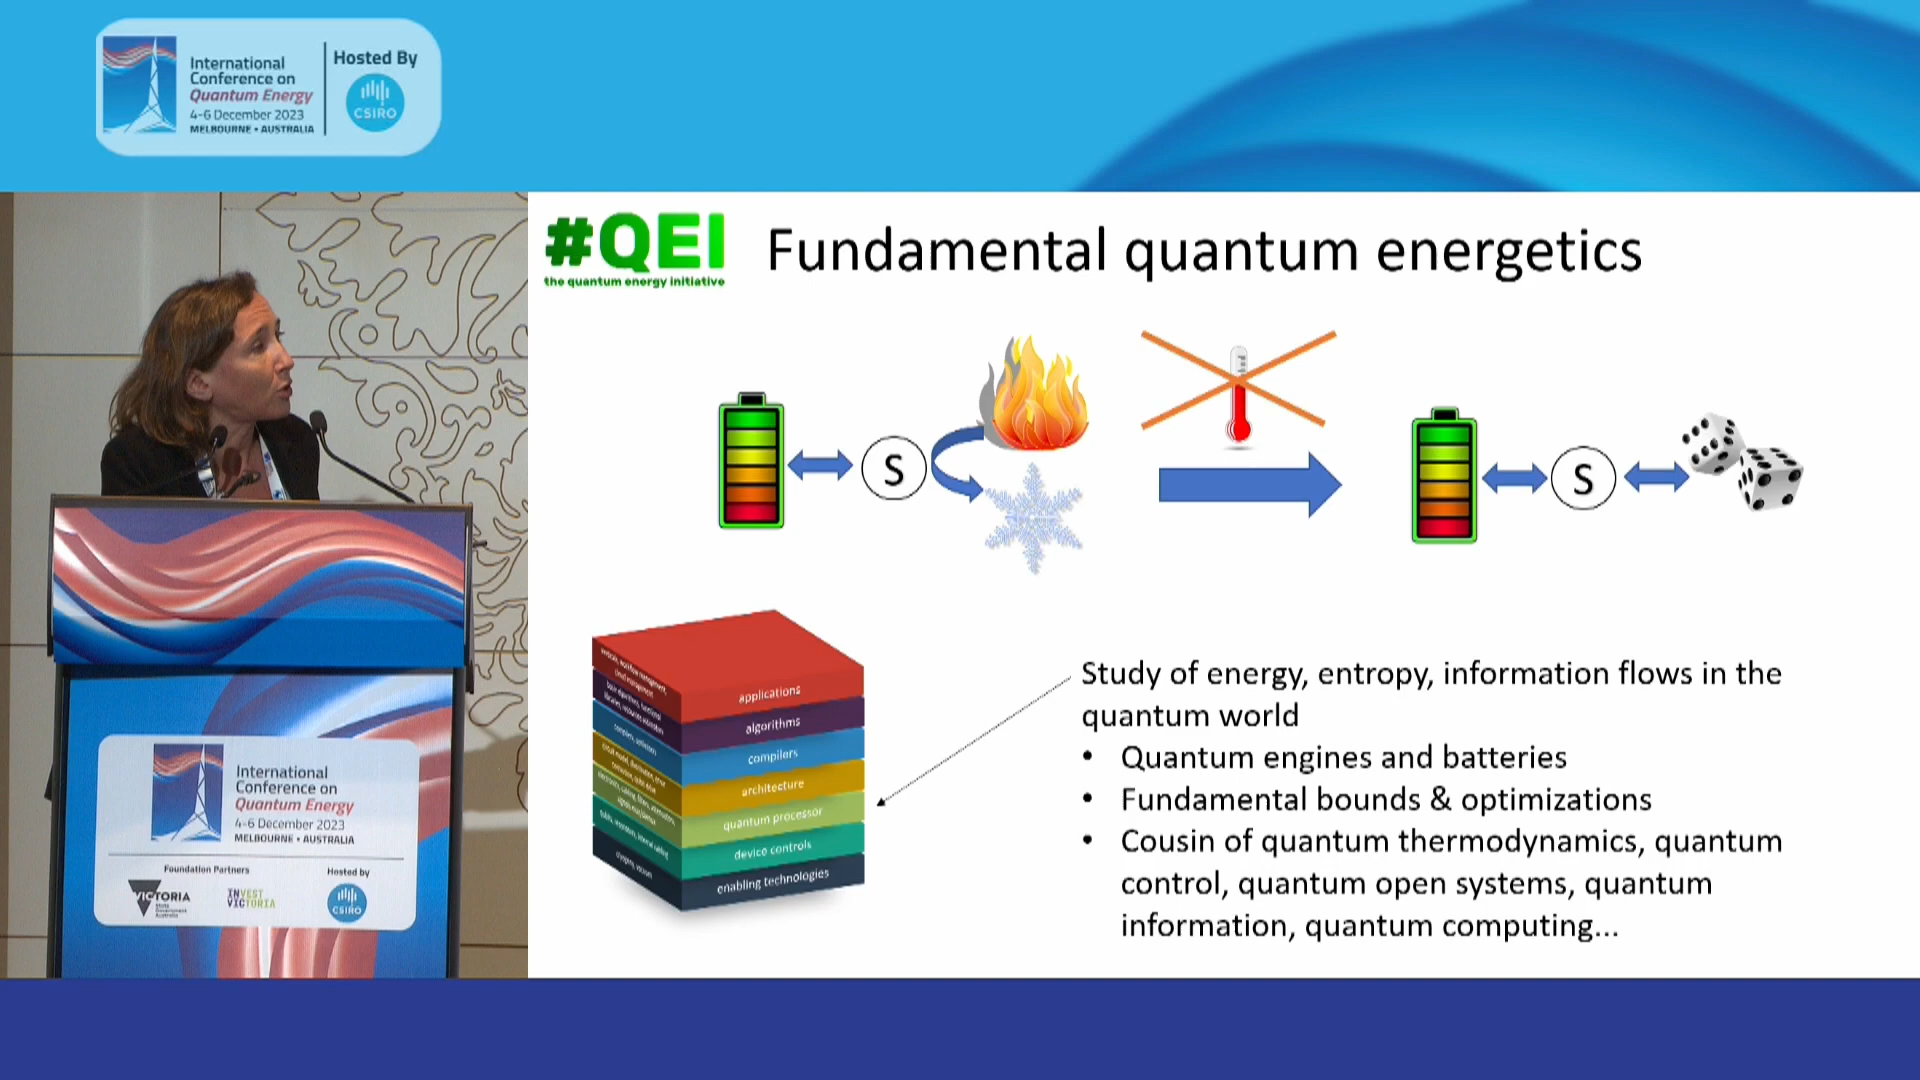 International
Conference on
Quantum Energy
4-6 December 2023
MELBOURNE • AUSTRALIA
Hosted By
CSIRO
#QEI
the quantum energy initiative
Fundamental quantum energetics
S
S
applications
algorithms
compilers
architecture
quantum processor
device controls
enabling technologies
Study of energy, entropy, information flows in the
quantum world
• Quantum engines and batteries
• Fundamental bounds & optimizations
• Cousin of quantum thermodynamics, quantum
control, quantum open systems, quantum
information, quantum computing...
International
Conference on
Quantum Energy
4-6 December 2023
MELBOURNE • AUSTRALIA
Foundation Partners
Hosted by
VICTORIA
State
Government
INVEST
VICTORIA
CSIRO